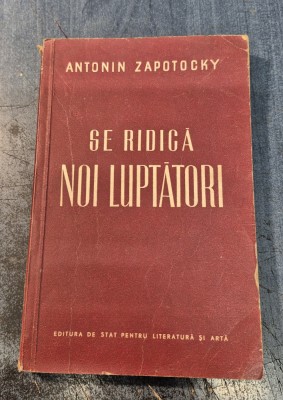 ANTONIN ZAPOTOCKY
SE RIDICĂ
NOI LUPTĂTORI
EDITURA DE STAT PENTRU LITERATURĂ ȘI ARTĂ